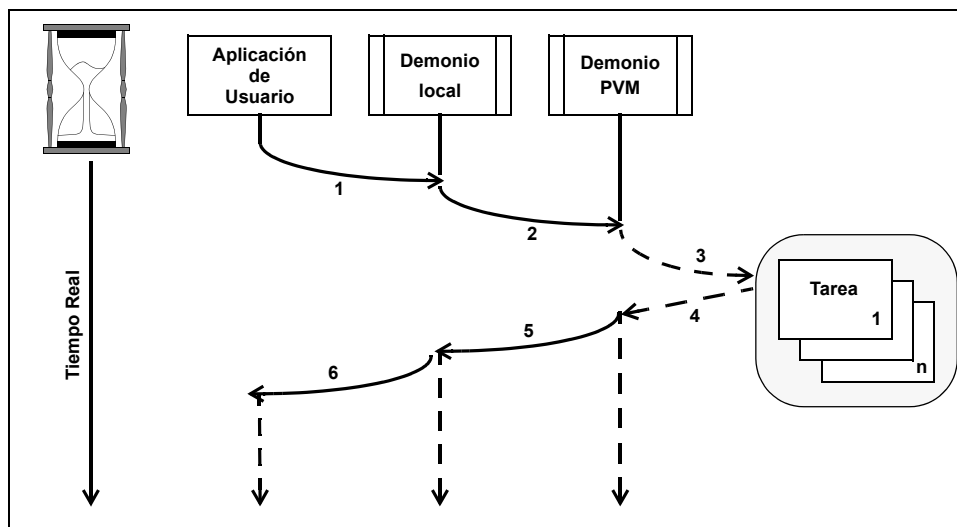 Aplicación
de
Usuario
Demonio
local
Demonio
PVM
1
2
3
Tarea
1
n
4
5
6
Tiempo Real